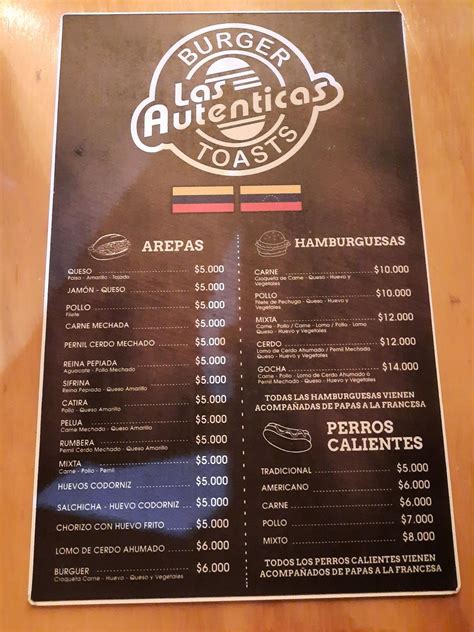 BURGER
Las
Autenticas
TOASTS
AREPAS
QUESO $5.000
Paisa - Amarillo - Tajado
JAMÓN - QUESO $5.000
POLLO $5.000
Filete
CARNE MECHADA $5.000
PERNIL CERDO MECHADO $5.000
REINA PEPIADA $5.000
Aguacate - Pollo Mechado
SIFRINA $5.000
Reina Pepiada - Queso Amarillo
CATIRA $5.000
Pollo - Queso Amarillo
PELUA $5.000
Carne Mechada - Queso Amarillo
RUMBERA $5.000
Pernil Cerdo Mechado - Queso Amarillo
MIXTA $5.000
Carne - Pollo - Pernil
HUEVOS CODORNIZ $5.000
SALCHICHA - HUEVO CODORNIZ $5.000
CHORIZO CON HUEVO FRITO $5.000
LOMO DE CERDO AHUMADO $6.000
BURGUER $6.000
Croqueta Carne - Huevo - Queso y Vegetales
HAMBURGUESAS
CARNE $10.000
Croqueta de Carne - Queso - Huevo y
Vegetales
POLLO $10.000
Filete de Pechuga - Queso - Huevo y
Vegetales
MIXTA $12.000
Carne - Pollo / Carne - Lomo / Pollo - Lomo
Queso - Huevo y Vegetales
CERDO $12.000
Lomo de Cerdo Ahumado / Pernil Mechado
Queso - Huevo y Vegetales
GOCHA $14.000
Carne - Pollo - Lomo de Cerdo Ahumado o
Pernil Mechado - Queso - Huevo y Vegetales
TODAS LAS HAMBURGUESAS VIENEN
ACOMPAÑADAS DE PAPAS A LA FRANCESA
PERROS
CALIENTES
TRADICIONAL $5.000
AMERICANO $6.000
CARNE $6.000
POLLO $7.000
MIXTO $8.000
TODOS LOS PERROS CALIENTES VIENEN
ACOMPAÑADOS DE PAPAS A LA FRANCESA